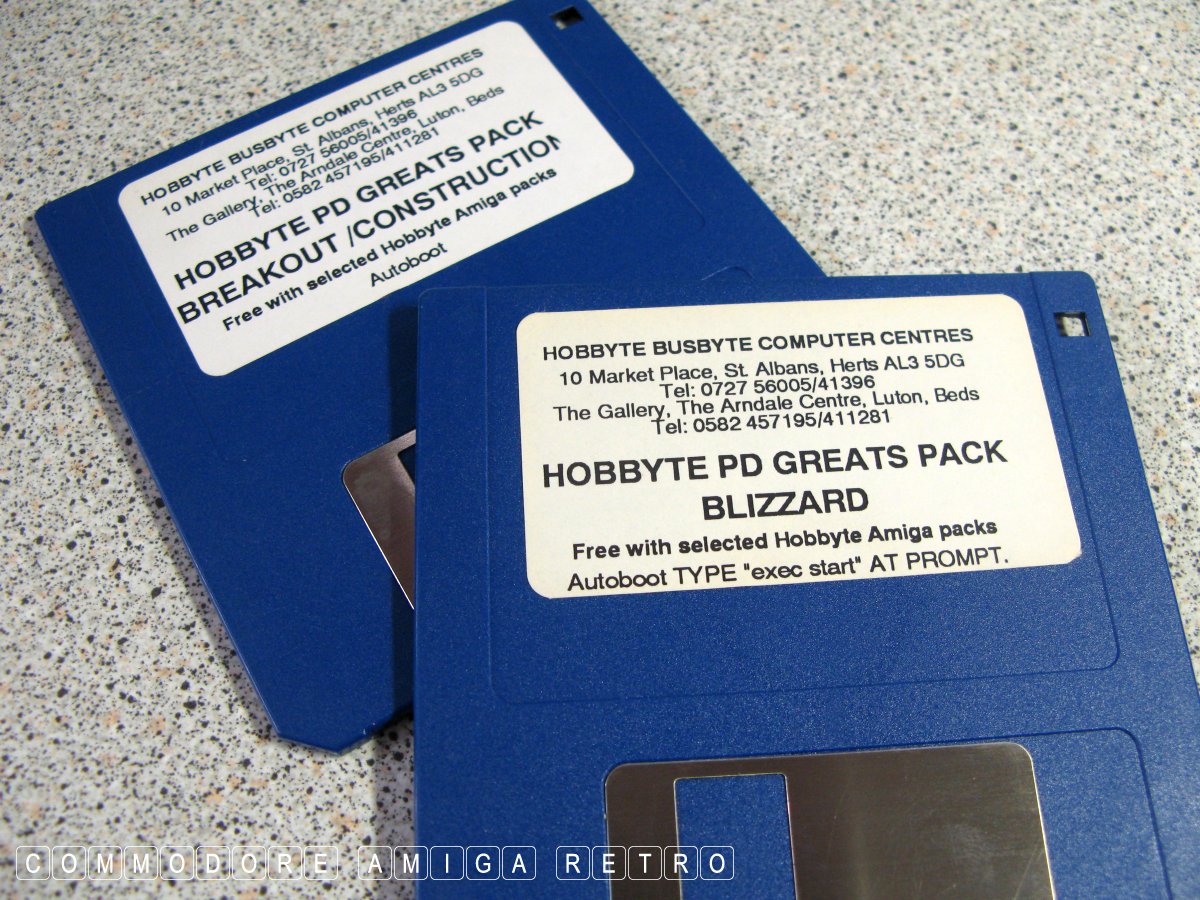 HOBBYTE BUSBYTE COMPUTER CENTRES
10 Market Place, St. Albans, Herts AL3 5DG
Tel: 0727 56005/41396
The Gallery, The Arndale Centre, Luton, Beds
Tel: 0582 457195/411281
HOBBYTE PD GREATS PACK
BREAKOUT /CONSTRUCTION
Free with selected Hobbyte Amiga packs
Autoboot
HOBBYTE BUSBYTE COMPUTER CENTRES
10 Market Place, St. Albans, Herts AL3 5DG
Tel: 0727 56005/41396
The Gallery, The Arndale Centre, Luton, Beds
Tel: 0582 457195/411281
HOBBYTE PD GREATS PACK
BLIZZARD
Free with selected Hobbyte Amiga packs
Autoboot TYPE "exec start" AT PROMPT.
COMMODORE AMIGA RETRO